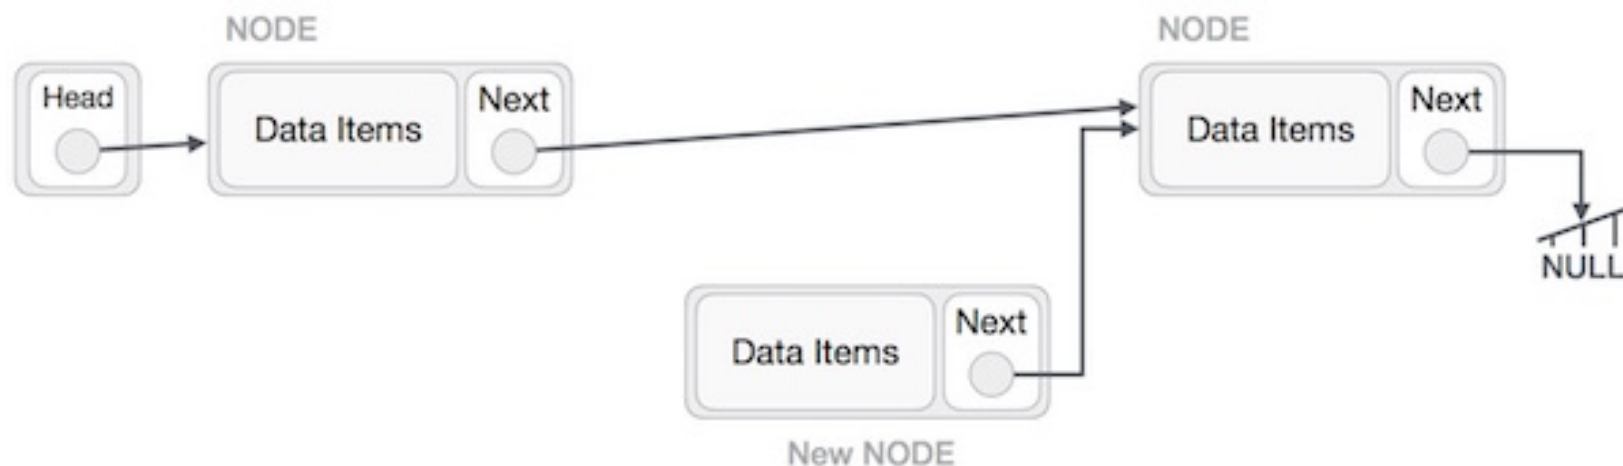 NODE
NODE
Head
Data Items
Next
Data Items
Next
NULL
Data Items
Next
New NODE